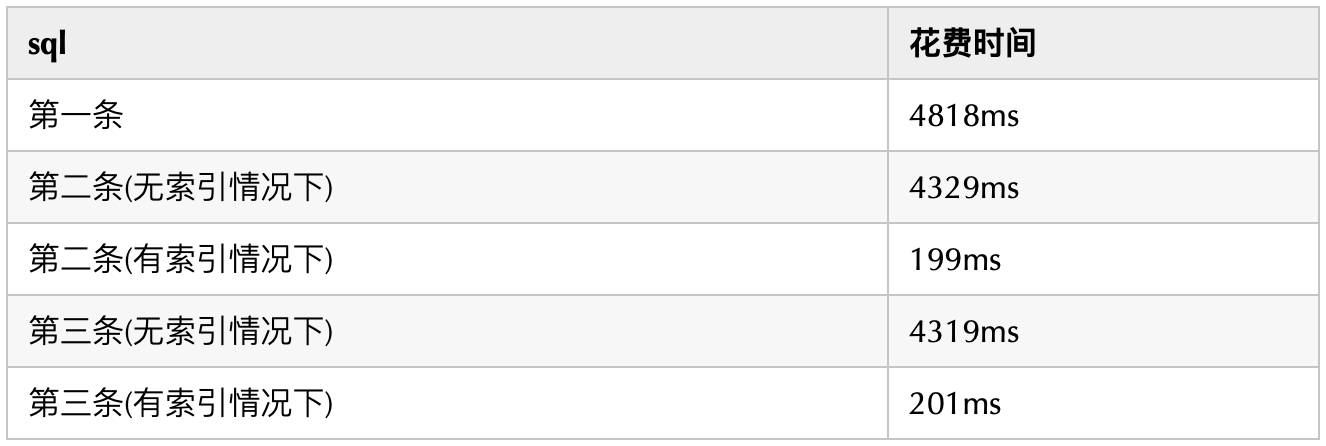 sql 花费时间
第一条 4818ms
第二条(无索引情况下) 4329ms
第二条(有索引情况下) 199ms
第三条(无索引情况下) 4319ms
第三条(有索引情况下) 201ms